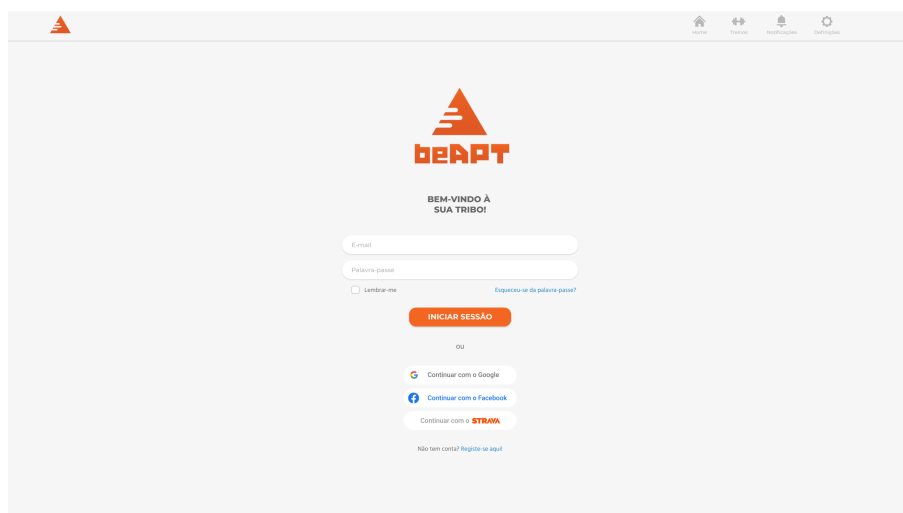 Home Treinos Notificações Definições
beAPT
BEM-VINDO À
SUA TRIBO!
E-mail
Palavra-passe
Lembrar-me Esqueceu-se da palavra-passe?
INICIAR SESSÃO
ou
Continuar com o Google
Continuar com o Facebook
Continuar com o STRAVA
Não tem conta? Registe-se aqui!